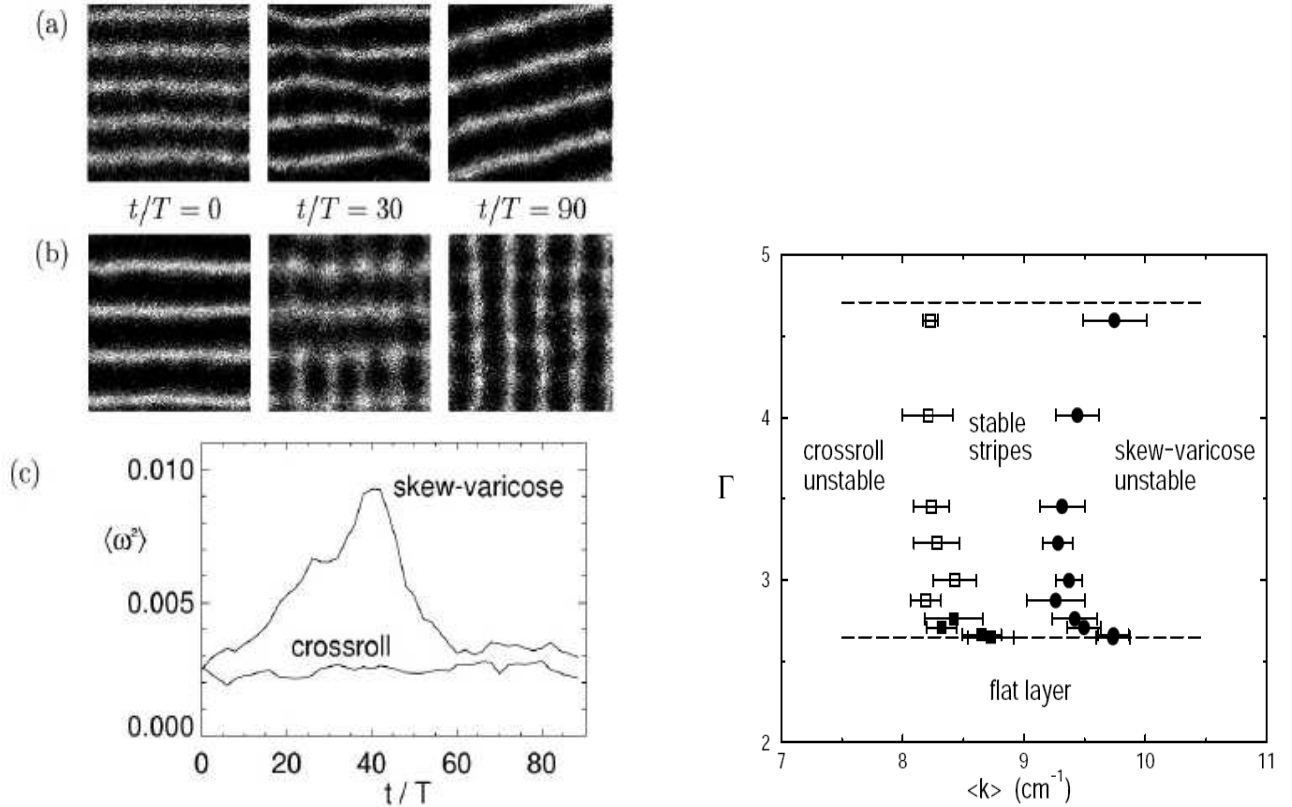 (a)
t/T = 0
t/T = 30
t/T = 90
(b)
(c)
0.010
0.005
0.000
⟨ω²⟩
skew-varicose
crossroll
0
20
40
60
80
t / T
5
4
3
2
Γ
crossroll
unstable
stable
stripes
skew-varicose
unstable
flat layer
7
8
9
10
11
<k> (cm⁻¹)